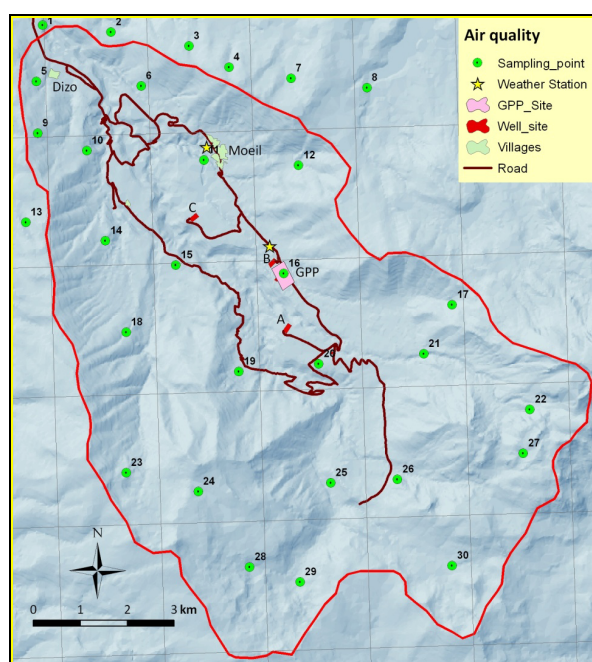 Air quality
Sampling_point
Weather Station
GPP_Site
Well_site
Villages
Road
1
2
3
4
5
Dizo
6
7
8
9
10
11
Moeil
12
13
C
14
15
B
16
GPP
17
18
A
19
20
21
22
23
24
25
26
27
28
29
30
N
0 1 2 3 km